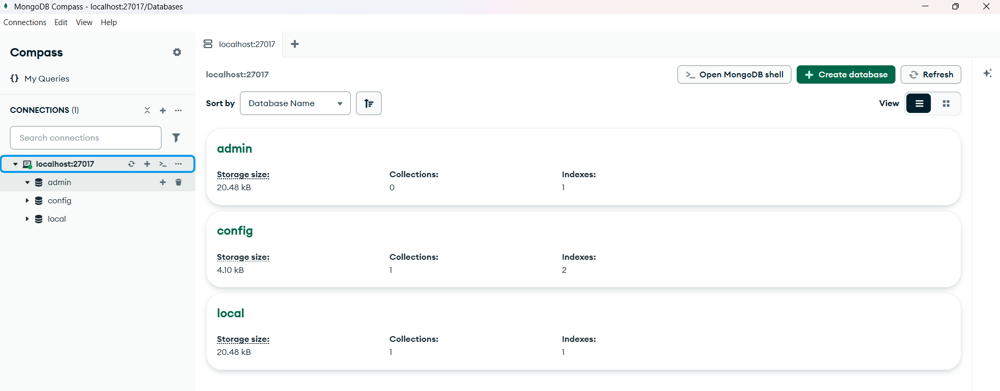 MongoDB Compass - localhost:27017/Databases
Connections Edit View Help
Compass
{} My Queries
CONNECTIONS (1)
Search connections
localhost:27017
admin
config
local
localhost:27017
localhost:27017
>_ Open MongoDB shell
+ Create database
Refresh
Sort by Database Name
View
admin
Storage size: Collections: Indexes:
20.48 kB 0 1
config
Storage size: Collections: Indexes:
4.10 kB 1 2
local
Storage size: Collections: Indexes:
20.48 kB 1 1